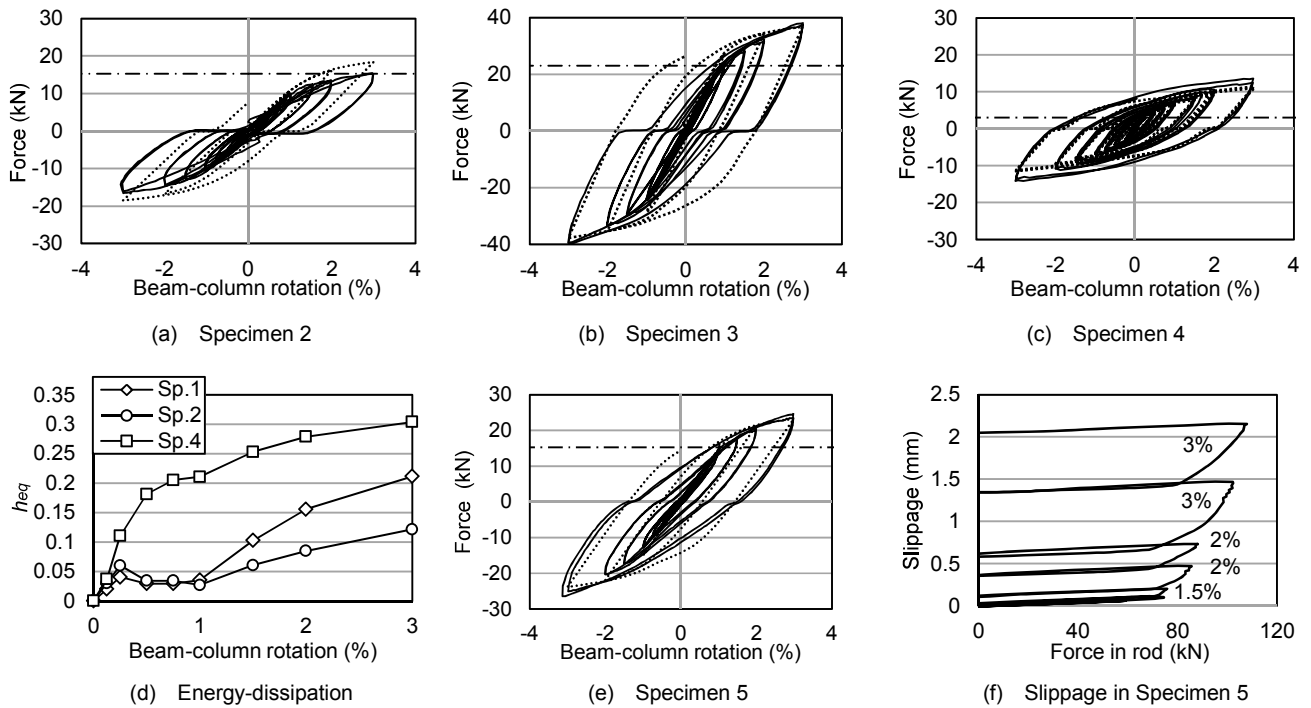 30
20
10
0
-10
-20
-30
-4 -2 0 2 4
Force (kN)
Beam-column rotation (%)
(a) Specimen 2
40
20
0
-20
-40
-4 -2 0 2 4
Force (kN)
Beam-column rotation (%)
(b) Specimen 3
30
20
10
0
-10
-20
-30
-4 -2 0 2 4
Force (kN)
Beam-column rotation (%)
(c) Specimen 4
Sp.1
Sp.2
Sp.4
0.35
0.3
0.25
0.2
0.15
0.1
0.05
0
0 1 2 3
heq
Beam-column rotation (%)
(d) Energy-dissipation
30
20
10
0
-10
-20
-30
-4 -2 0 2 4
Force (kN)
Beam-column rotation (%)
(e) Specimen 5
2.5
2
1.5
1
0.5
0
0 40 80 120
3%
3%
2%
2%
1.5%
Slippage (mm)
Force in rod (kN)
(f) Slippage in Specimen 5